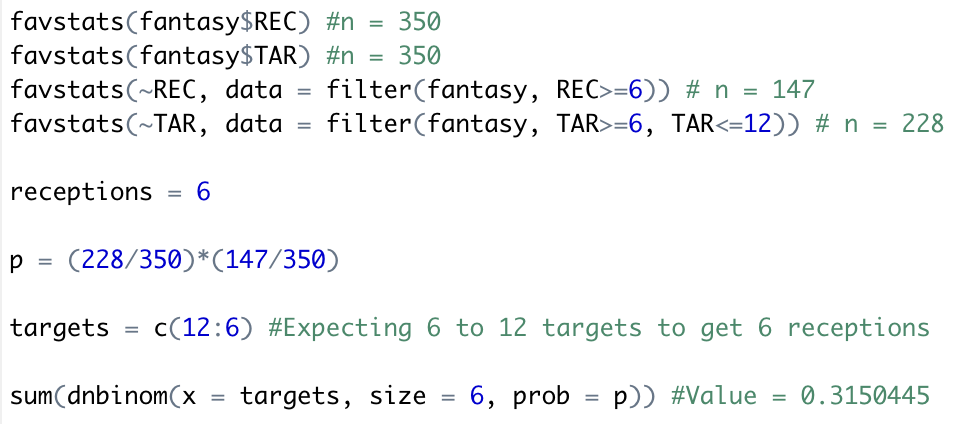 favstats(fantasy$REC) #n = 350
favstats(fantasy$TAR) #n = 350
favstats(~REC, data = filter(fantasy, REC>=6)) # n = 147
favstats(~TAR, data = filter(fantasy, TAR>=6, TAR<=12)) # n = 228
receptions = 6
p = (228/350)*(147/350)
targets = c(12:6) #Expecting 6 to 12 targets to get 6 receptions
sum(dnbinom(x = targets, size = 6, prob = p)) #Value = 0.3150445